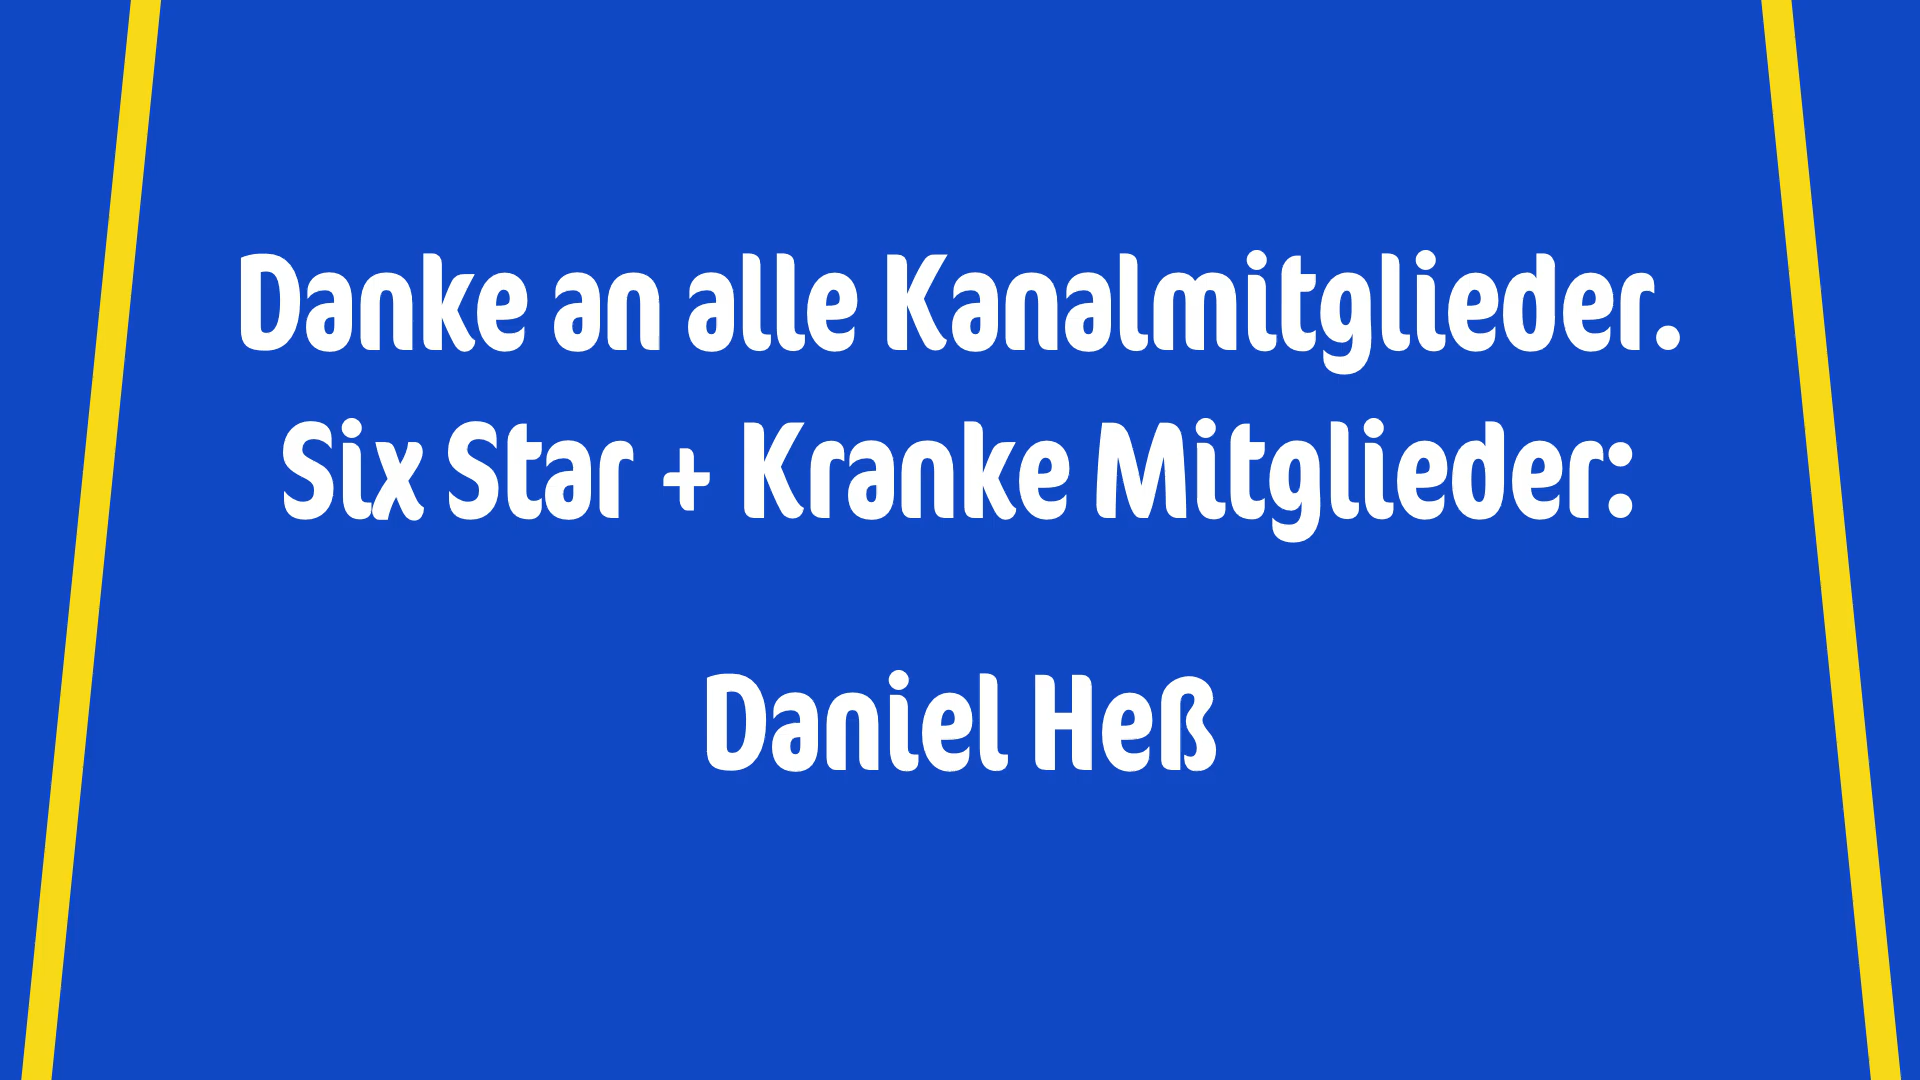 Danke an alle Kanalmitglieder.
Six Star + Kranke Mitglieder:
Daniel Heß